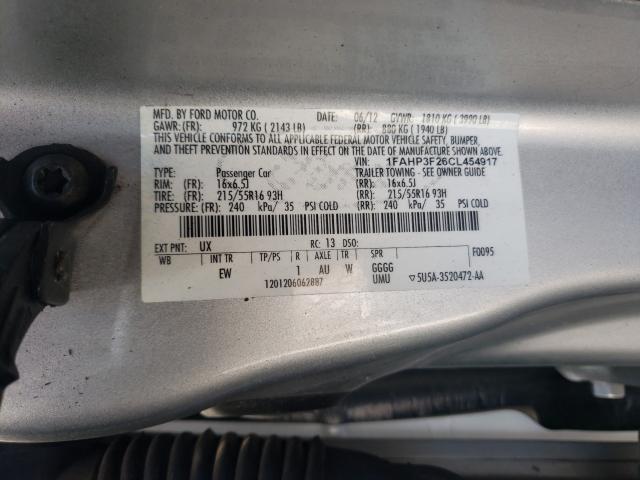 MFD. BY FORD MOTOR CO. DATE: 06/12 GVWR: 1810 KG (3990 LB)
GAWR: (FR): 972 KG (2143 LB) (RR): 880 KG (1940 LB)
THIS VEHICLE CONFORMS TO ALL APPLICABLE FEDERAL MOTOR VEHICLE SAFETY, BUMPER,
AND THEFT PREVENTION STANDARDS IN EFFECT ON THE DATE OF MANUFACTURE SHOWN ABOVE.
VIN: 1FAHP3F26CL454917
TYPE: Passenger Car TRAILER TOWING - SEE OWNER GUIDE
RIM: (FR) 16x6.5J (RR): 16x6.5J
TIRE: (FR) 215/55R16 93H (RR): 215/55R16 93H
PRESSURE: (FR) 240 kPa/ 35 PSI COLD (RR): 240 kPa/ 35 PSI COLD
EXT PNT: UX RC: 13 DSO: F0095
WB INT TR TP/PS R AXLE TR SPR
EW 1 AU W GGGG
1201206062887 UMU ▽5U5A-3520472-AA